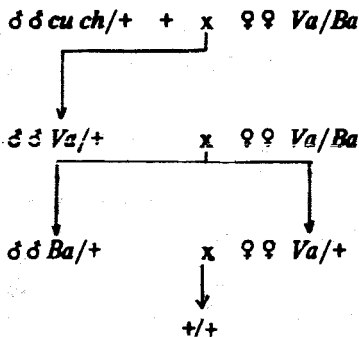 ♂♂ cu ch/+ + x ♀♀ Va/Ba
♂♂ Va/+ x ♀♀ Va/Ba
♂♂ Ba/+ x ♀♀ Va/+
+/+